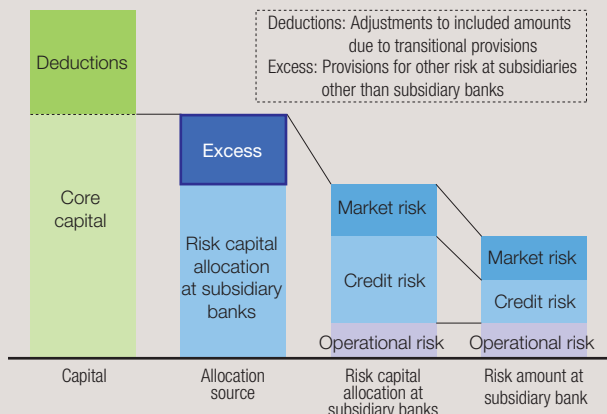 Deductions: Adjustments to included amounts
due to transitional provisions
Excess: Provisions for other risk at subsidiaries
other than subsidiary banks
Deductions
Core
capital
Excess
Risk capital
allocation
at subsidiary
banks
Market risk
Credit risk
Operational risk
Market risk
Credit risk
Operational risk
Capital
Allocation
source
Risk capital
allocation at
subsidiary banks
Risk amount at
subsidiary bank